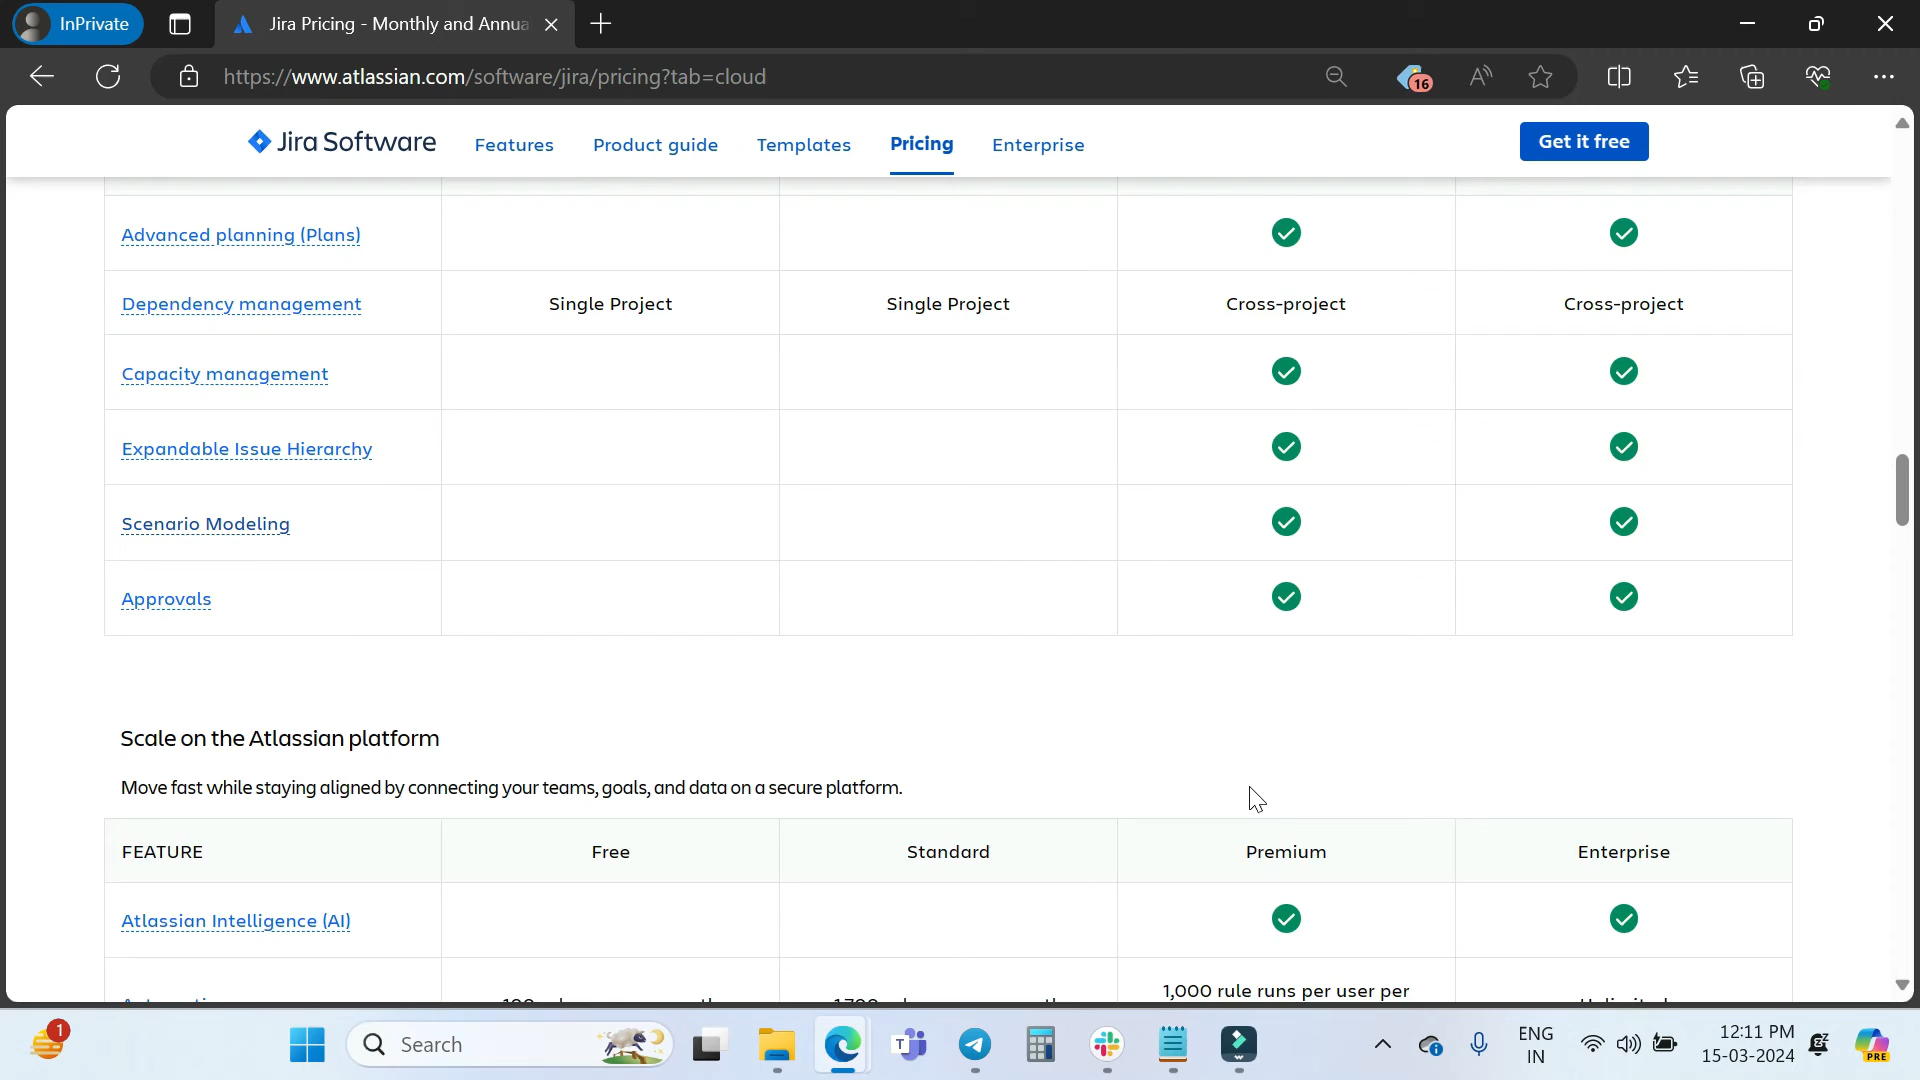 InPrivate
Jira Pricing - Monthly and Annua
https://www.atlassian.com/software/jira/pricing?tab=cloud
16
Jira Software
Features
Product guide
Templates
Pricing
Enterprise
Get it free
Advanced planning (Plans)
Dependency management
Single Project
Single Project
Cross-project
Cross-project
Capacity management
Expandable Issue Hierarchy
Scenario Modeling
Approvals
Scale on the Atlassian platform
Move fast while staying aligned by connecting your teams, goals, and data on a secure platform.
FEATURE
Free
Standard
Premium
Enterprise
Atlassian Intelligence (AI)
1,000 rule runs per user per
1
Search
ENG
IN
12:11 PM
15-03-2024
PRE